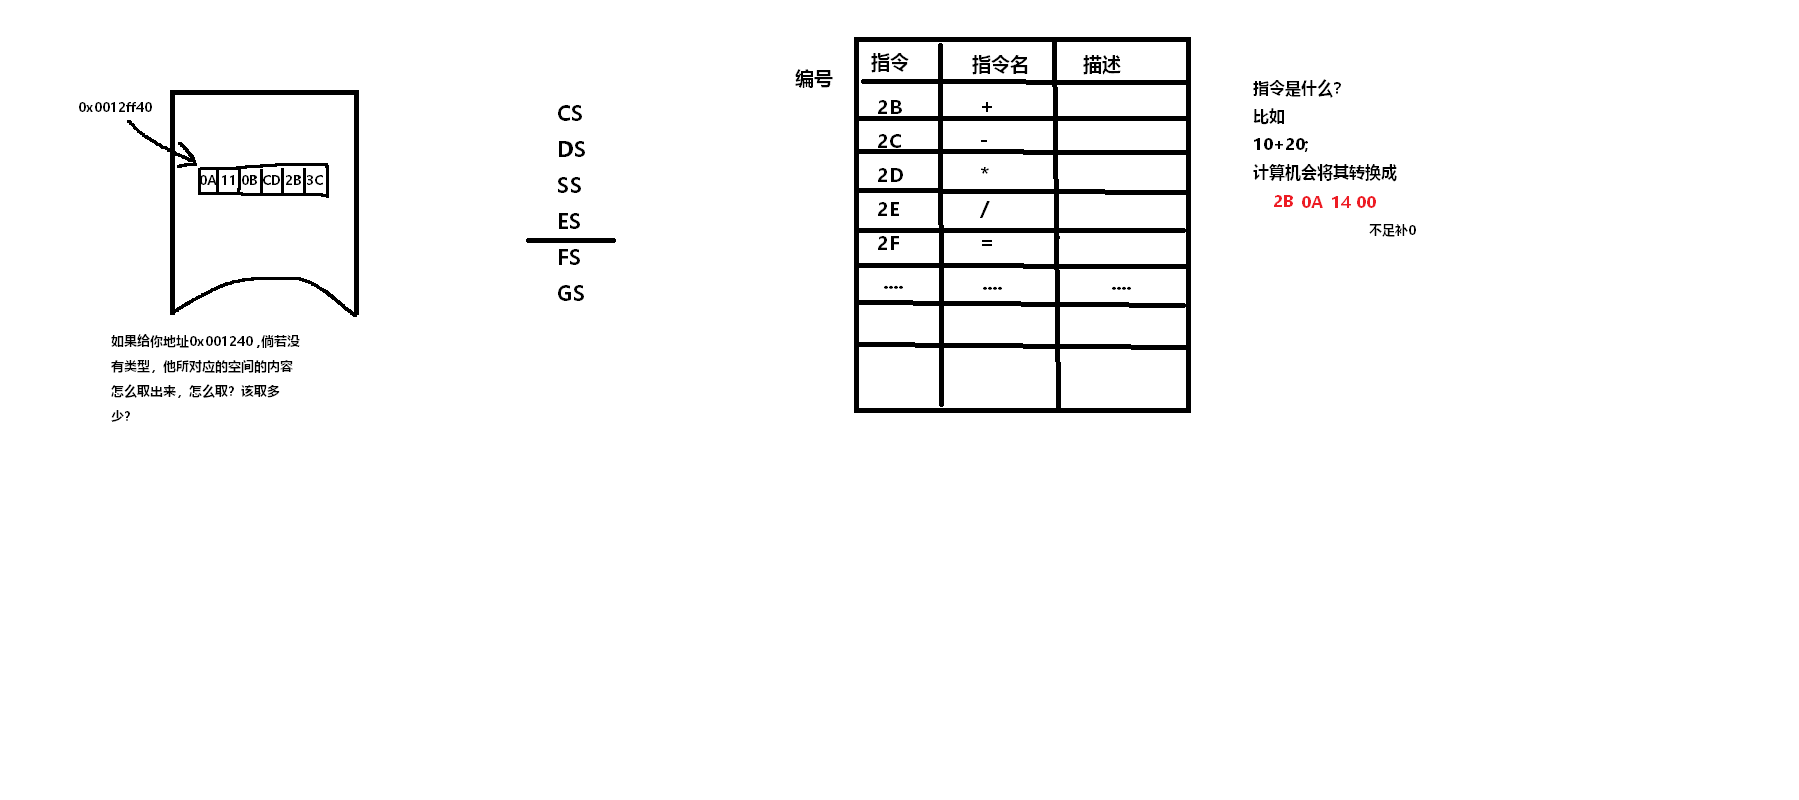 0x0012ff40
0A 11 0B CD 2B 3C
如果给你地址0x001240 ,倘若没
有类型，他所对应的空间的内容
怎么取出来，怎么取？该取多
少？
CS
DS
SS
ES
FS
GS
编号
指令 指令名 描述
2B +
2C -
2D *
2E /
2F =
.... .... ....
指令是什么？
比如
10+20;
计算机会将其转换成
2B 0A 14 00
不足补0